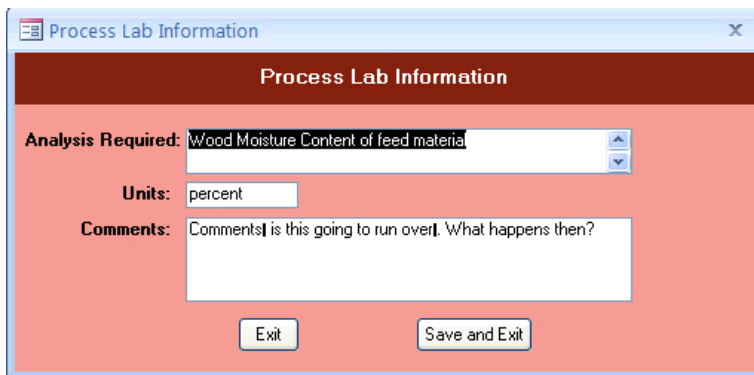 Process Lab Information
Process Lab Information
Analysis Required: Wood Moisture Content of feed material
Units: percent
Comments: Comments is this going to run over. What happens then?
Exit Save and Exit